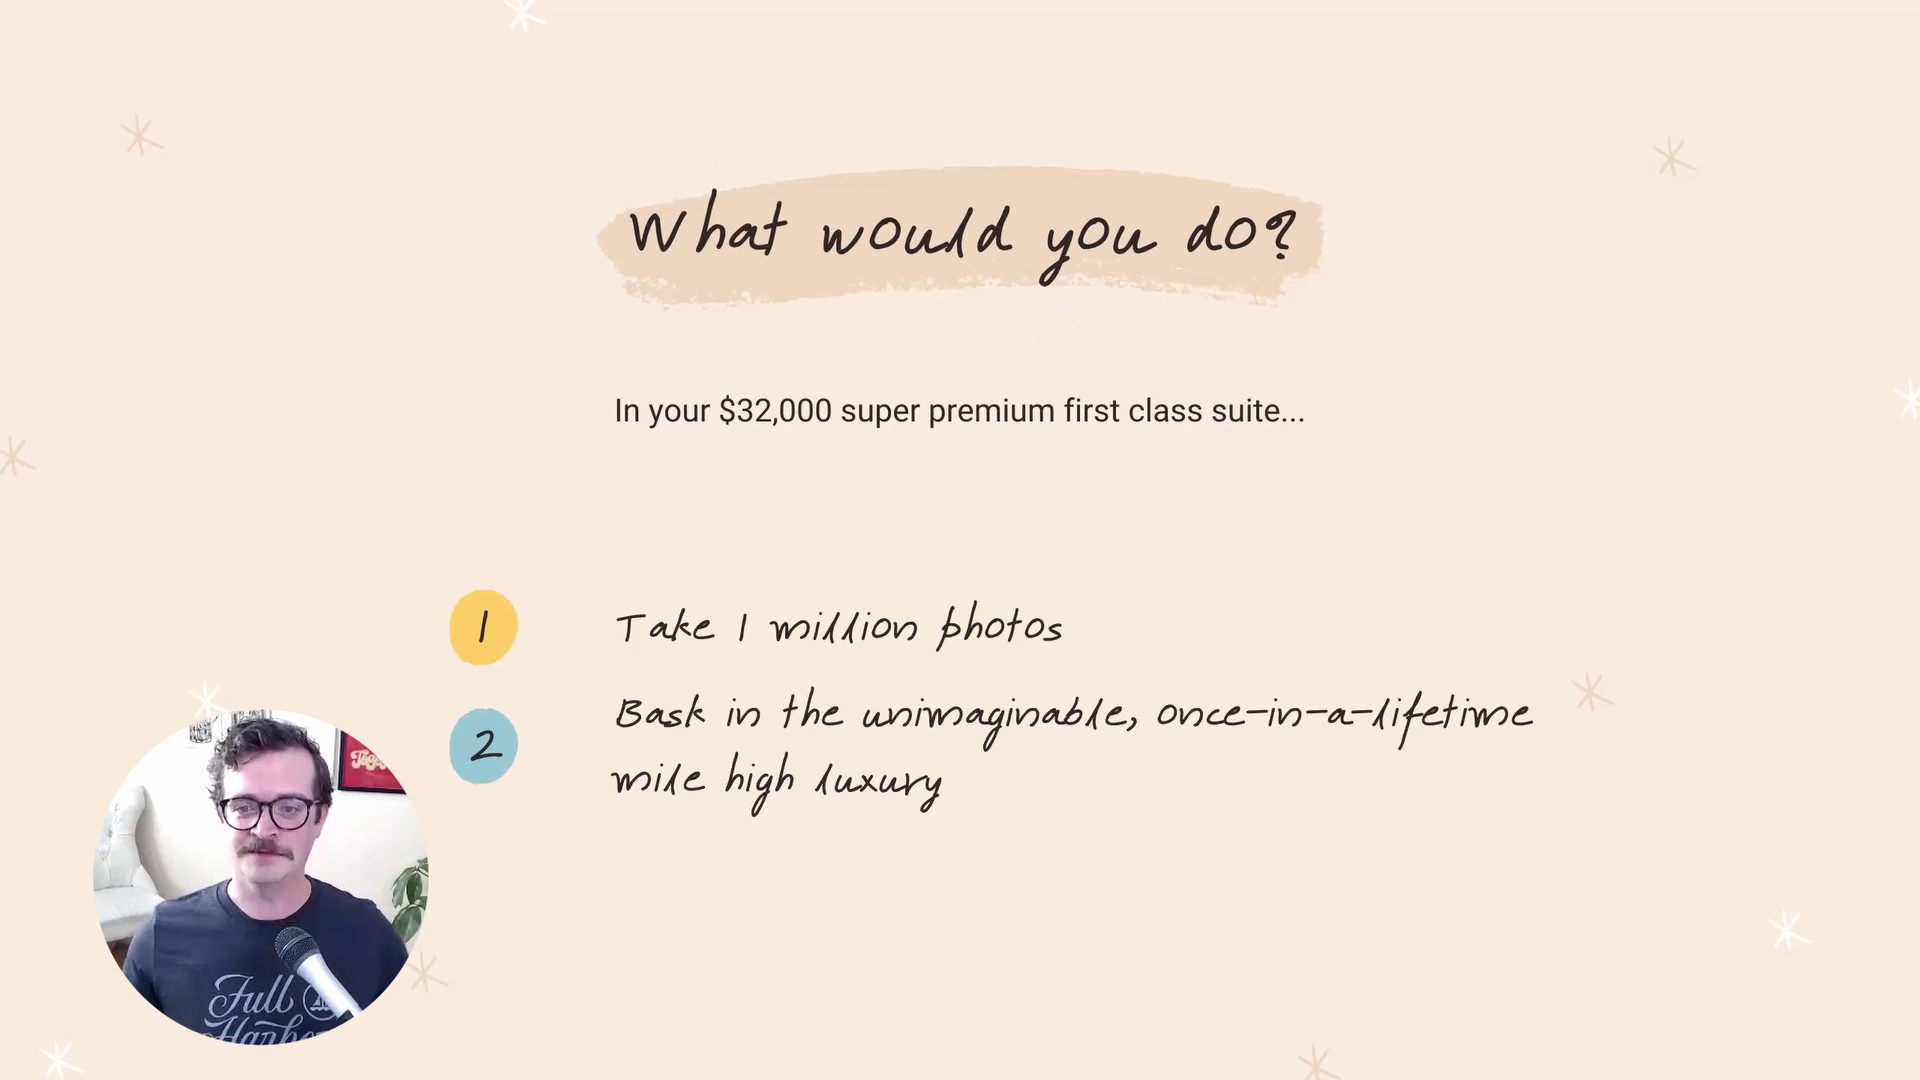 What would you do?
In your $32,000 super premium first class suite...
1
Take 1 million photos
2
Bask in the unimaginable, once-in-a-lifetime
mile high luxury
Full